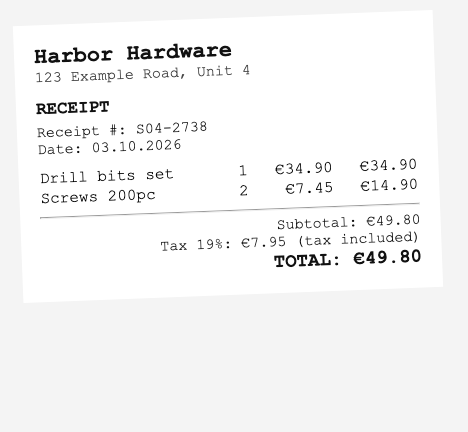 Harbor Hardware
123 Example Road, Unit 4
RECEIPT
Receipt #: S04-2738
Date: 03.10.2026
Drill bits set 1 €34.90 €34.90
Screws 200pc 2 €7.45 €14.90
Subtotal: €49.80
Tax 19%: €7.95 (tax included)
TOTAL: €49.80